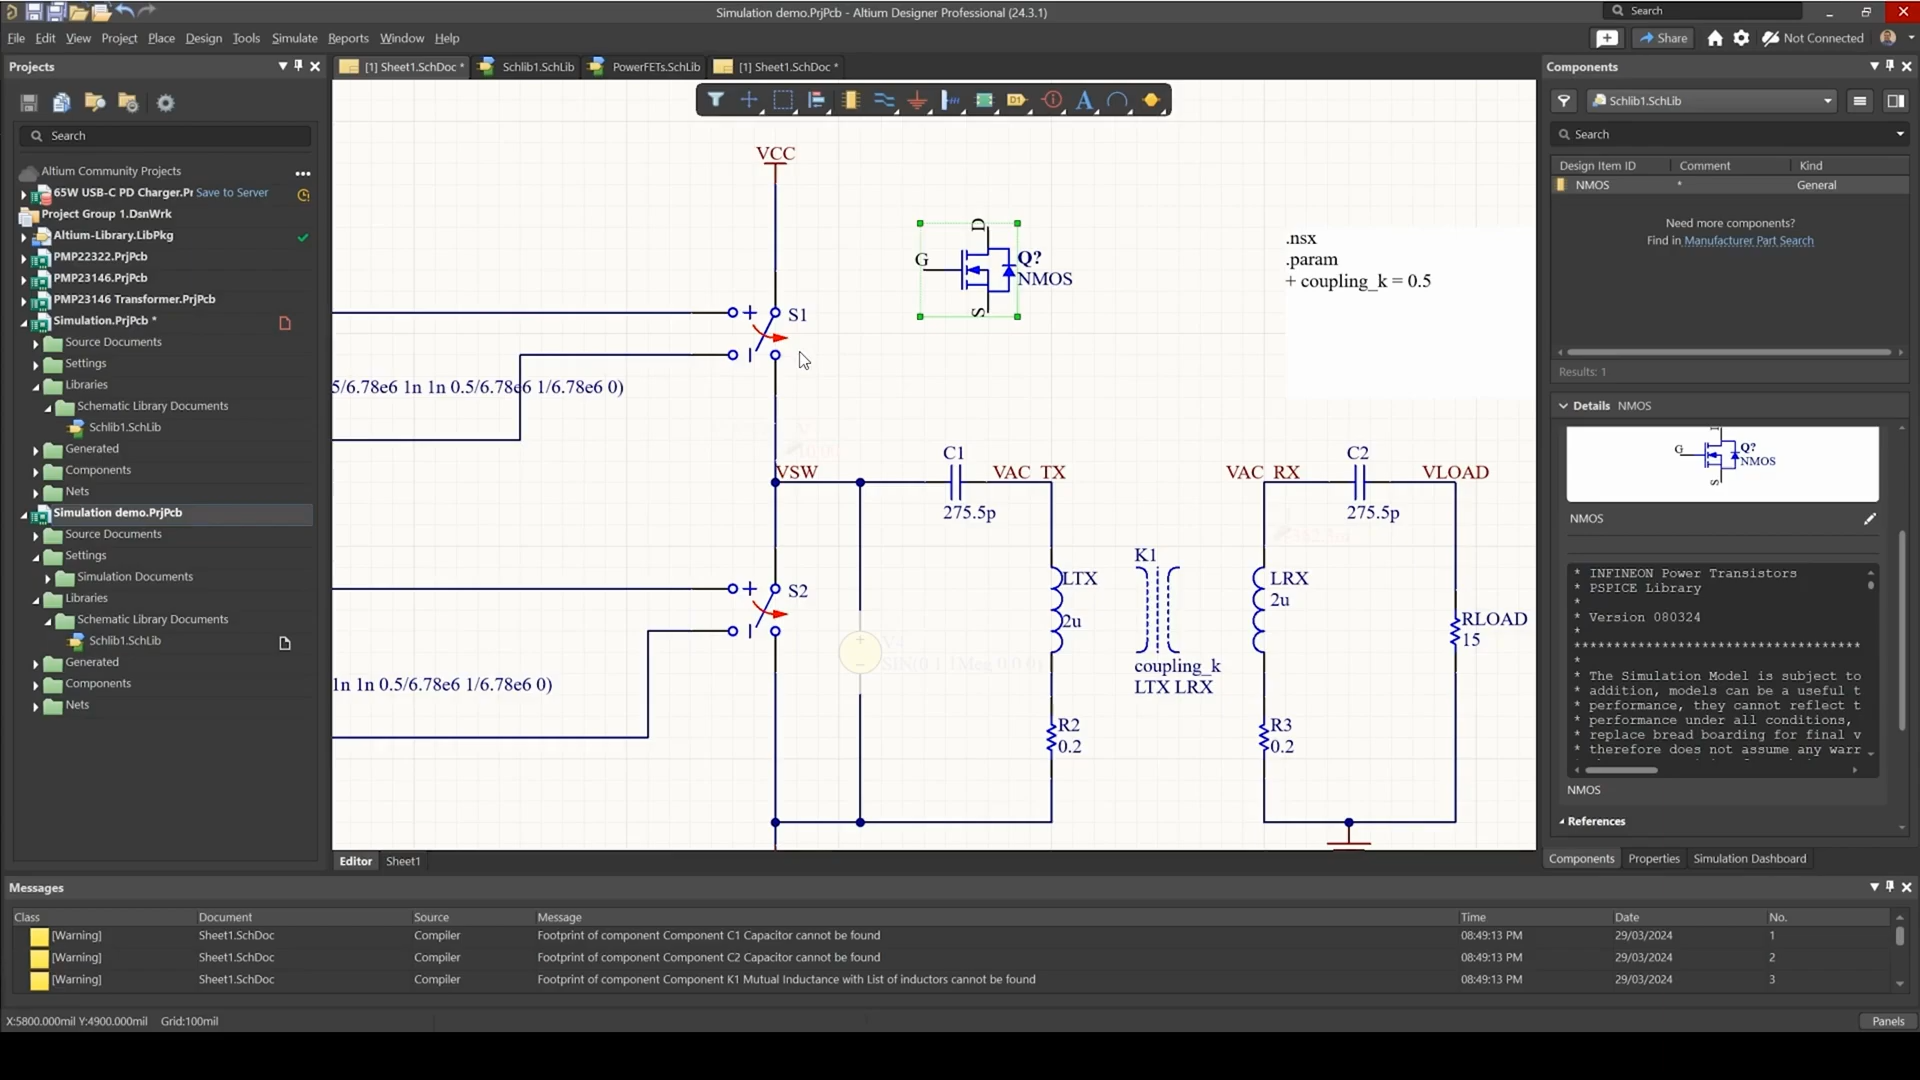 Simulation demo.PrjPcb - Altium Designer Professional (24.3.1)
Search
File Edit View Project Place Design Tools Simulate Reports Window Help
Share
Not Connected
Projects
[1] Sheet1.SchDoc *
Schlib1.SchLib
PowerFETs.SchLib
[1] Sheet1.SchDoc *
Components
Search
Altium Community Projects
65W USB-C PD Charger.Pr Save to Server
Project Group 1.DsnWrk
Altium-Library.LibPkg
PMP22322.PrjPcb
PMP23146.PrjPcb
PMP23146 Transformer.PrjPcb
Simulation.PrjPcb *
Source Documents
Settings
Libraries
Schematic Library Documents
Schlib1.SchLib
Generated
Components
Nets
Simulation demo.PrjPcb
Source Documents
Settings
Simulation Documents
Libraries
Schematic Library Documents
Schlib1.SchLib
Generated
Components
Nets
VCC
D
G
S
Q?
NMOS
.nsx
.param
+ coupling_k = 0.5
S1
5/6.78e6 1n 1n 0.5/6.78e6 1/6.78e6 0)
VSW
C1
275.5p
VAC_TX
VAC_RX
C2
275.5p
VLOAD
S2
1n 1n 0.5/6.78e6 1/6.78e6 0)
SIN(0 1 1Meg 0 0 0)
LTX
2u
K1
coupling_k
LTX LRX
LRX
2u
RLOAD
15
R2
0.2
R3
0.2
Editor Sheet1
Schlib1.SchLib
Search
Design Item ID Comment Kind
NMOS * General
Need more components?
Find in Manufacturer Part Search
Results: 1
Details NMOS
G
S
Q?
NMOS
NMOS
* INFINEON Power Transistors
* PSPICE Library
*
* Version 080324
*
***********************************
*
* The Simulation Model is subject to
* addition, models can be a useful t
* performance, they cannot reflect t
* performance under all conditions,
* replace bread boarding for final v
* therefore does not assume any warr
NMOS
References
Components Properties Simulation Dashboard
Messages
Class Document Source Message Time Date No.
[Warning] Sheet1.SchDoc Compiler Footprint of component Component C1 Capacitor cannot be found 08:49:13 PM 29/03/2024 1
[Warning] Sheet1.SchDoc Compiler Footprint of component Component C2 Capacitor cannot be found 08:49:13 PM 29/03/2024 2
[Warning] Sheet1.SchDoc Compiler Footprint of component Component K1 Mutual Inductance with List of inductors cannot be found 08:49:13 PM 29/03/2024 3
X:5800.000mil Y:4900.000mil Grid:100mil
Panels